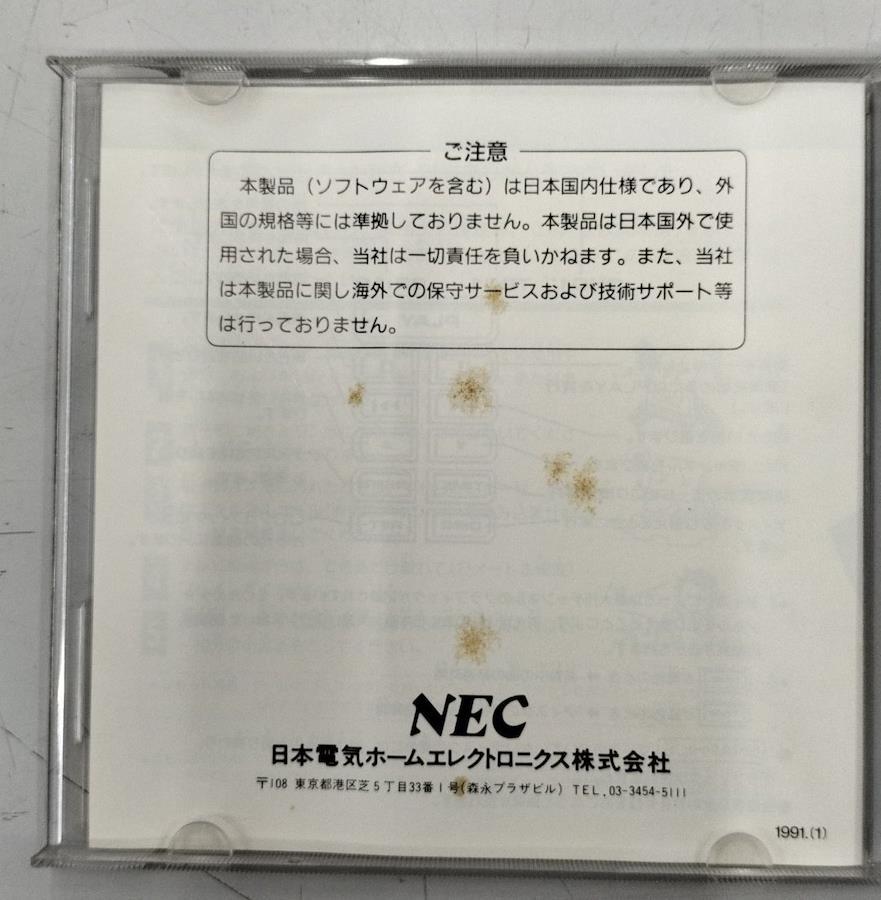 ご注意
本製品（ソフトウェアを含む）は日本国内仕様であり、外
国の規格等には準拠しておりません。本製品は日本国外で使
用された場合、当社は一切責任を負いかねます。また、当社
は本製品に関し海外での保守サービスおよび技術サポート等
は行っておりません。
NEC
日本電気ホームエレクトロニクス株式会社
〒108 東京都港区芝5丁目33番1号(森永プラザビル) TEL.03-3454-5111
1991.(1)